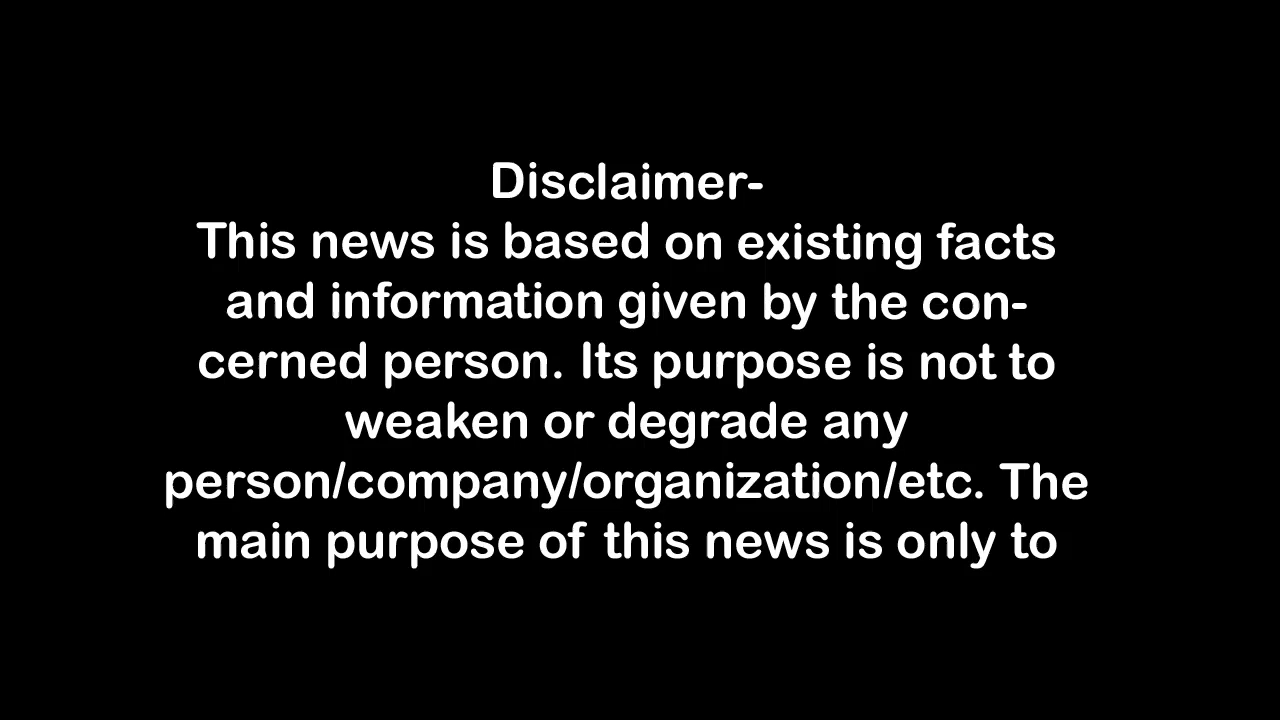 Disclaimer-
This news is based on existing facts
and information given by the con-
cerned person. Its purpose is not to
weaken or degrade any
person/company/organization/etc. The
main purpose of this news is only to